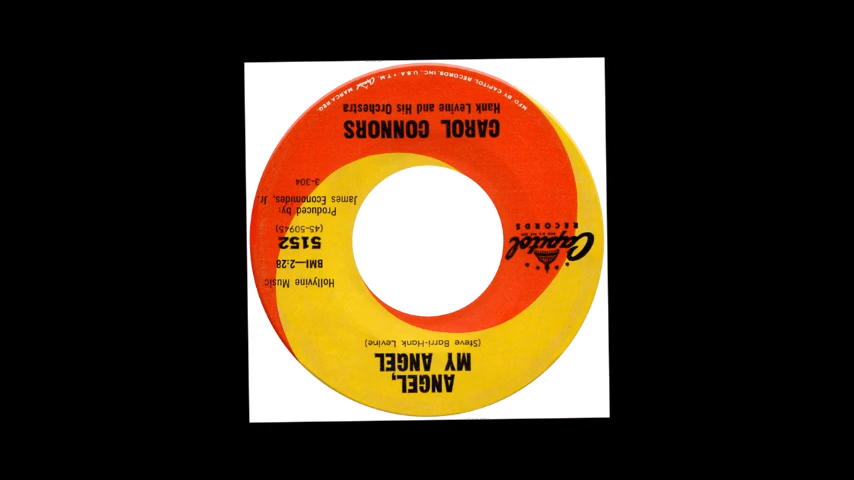 ANGEL,
MY ANGEL
(Steve Barri-Hank Levine)
Hollyvine Music
BMI—2:28
5152
(45-50945)
Produced by:
James Economides, Jr.
3-304
Capitol
RECORDS
CAROL CONNORS
Hank Levine and His Orchestra
MFG. BY CAPITOL RECORDS, INC., U.S.A. • T.M. Capitol MARCA REG.